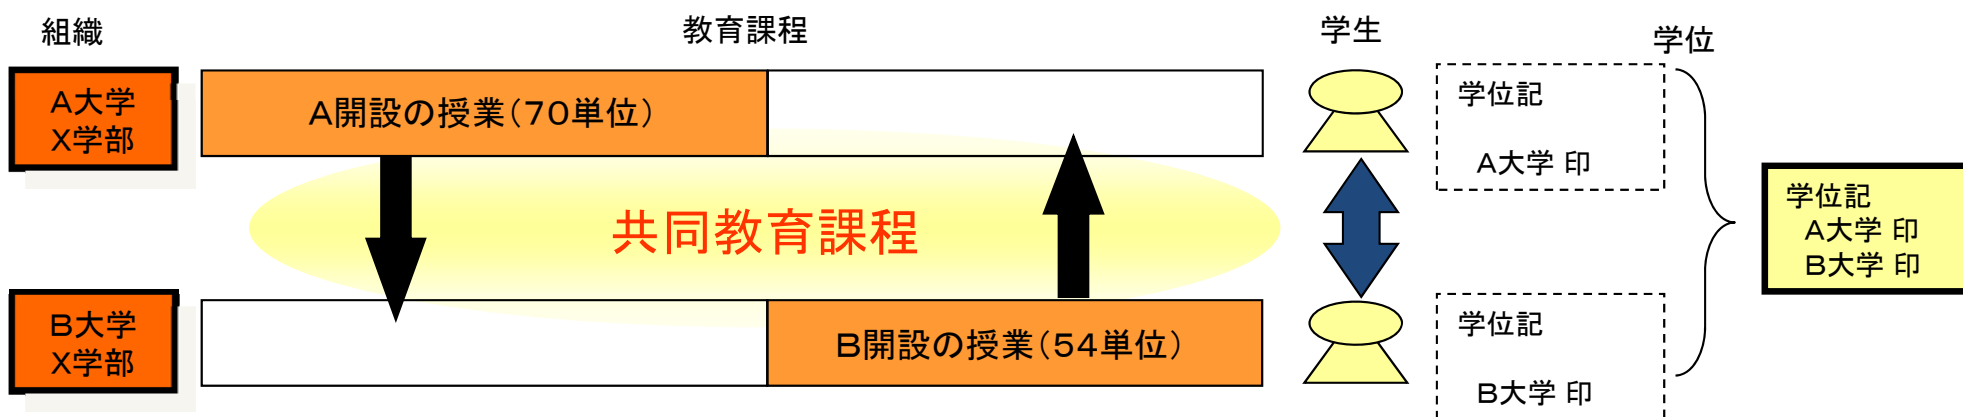 組織
教育課程
学生
学位
A大学
X学部
A開設の授業(70単位)
学位記
A大学 印
共同教育課程
学位記
A大学 印
B大学 印
B大学
X学部
B開設の授業(54単位)
学位記
B大学 印